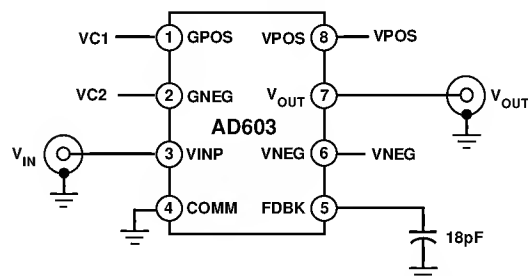 VC1 1 GPOS VPOS 8 VPOS
VC2 2 GNEG VOUT 7 VOUT
AD603
VIN 3 VINP VNEG 6 VNEG
4 COMM FDBK 5
18pF